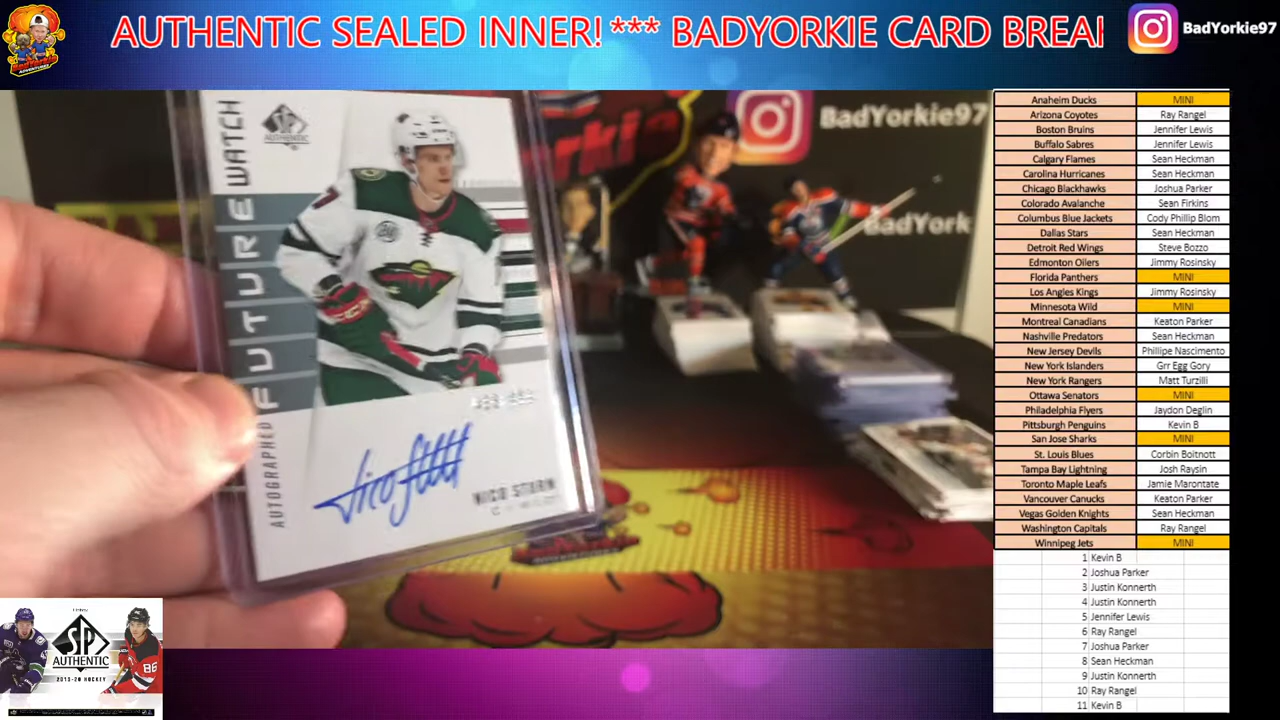 AUTHENTIC SEALED INNER! *** BADYORKIE CARD BREA
BadYorkie97
BadYorkie97
BadYork
rkie
AUTOGRAPHED FUTURE WATCH
SP
AUTHENTIC
NICO STURM
C
Anaheim Ducks MINI
Arizona Coyotes Ray Rangel
Boston Bruins Jennifer Lewis
Buffalo Sabres Jennifer Lewis
Calgary Flames Sean Heckman
Carolina Hurricanes Sean Heckman
Chicago Blackhawks Joshua Parker
Colorado Avalanche Sean Firkins
Columbus Blue Jackets Cody Phillip Blom
Dallas Stars Sean Heckman
Detroit Red Wings Steve Bozzo
Edmonton Oilers Jimmy Rosinsky
Florida Panthers MINI
Los Angles Kings Jimmy Rosinsky
Minnesota Wild MINI
Montreal Canadians Keaton Parker
Nashville Predators Sean Heckman
New Jersey Devils Phillipe Nascimento
New York Islanders Grr Egg Gory
New York Rangers Matt Turzilli
Ottawa Senators MINI
Philadelphia Flyers Jaydon Deglin
Pittsburgh Penguins Kevin B
San Jose Sharks MINI
St. Louis Blues Corbin Boitnott
Tampa Bay Lightning Josh Raysin
Toronto Maple Leafs Jamie Marontate
Vancouver Canucks Keaton Parker
Vegas Golden Knights Sean Heckman
Washington Capitals Ray Rangel
Winnipeg Jets MINI
1 Kevin B
2 Joshua Parker
3 Justin Konnerth
4 Justin Konnerth
5 Jennifer Lewis
6 Ray Rangel
7 Joshua Parker
8 Sean Heckman
9 Justin Konnerth
10 Ray Rangel
11 Kevin B
SP
AUTHENTIC
2019-20 HOCKEY
86